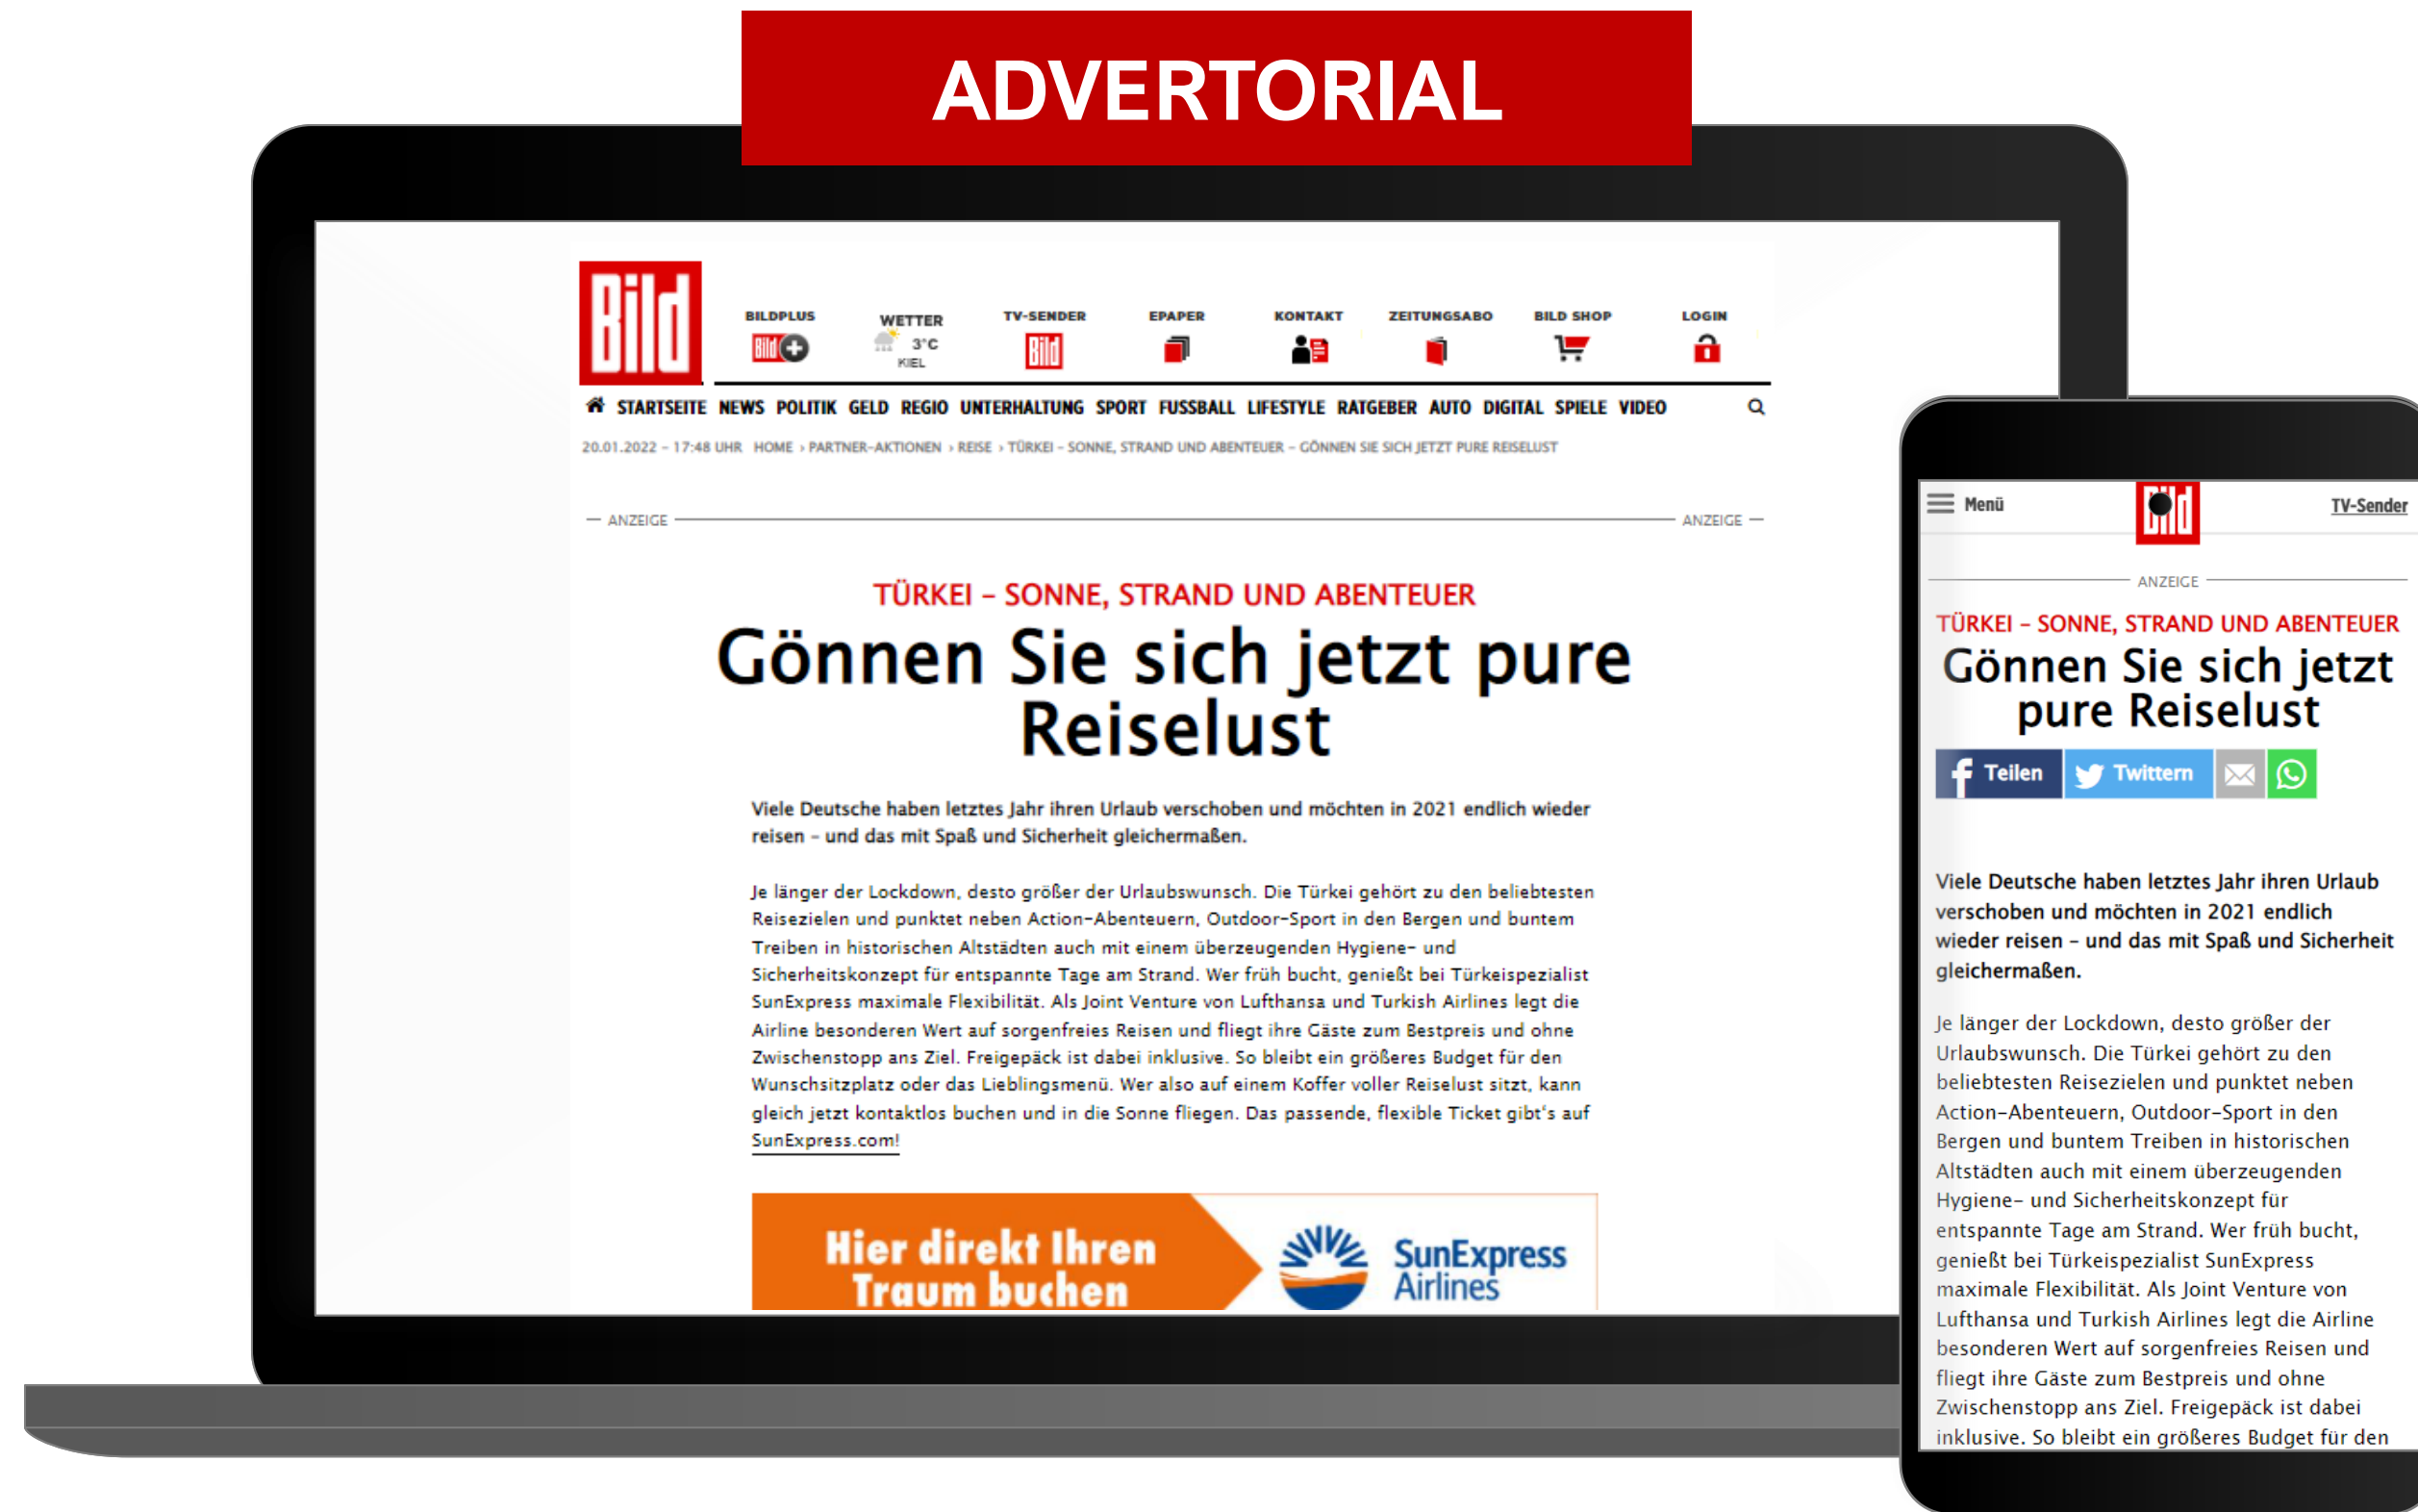 ADVERTORIAL
Bild
BILDPLUS
WETTER
TV-SENDER
EPAPER
KONTAKT
ZEITUNGSABO
BILD SHOP
LOGIN
Bild
3°C
KIEL
Bild
STARTSEITE NEWS POLITIK GELD REGIO UNTERHALTUNG SPORT FUSSBALL LIFESTYLE RATGEBER AUTO DIGITAL SPIELE VIDEO
20.01.2022 - 17:48 UHR HOME › PARTNER-AKTIONEN › REISE › TÜRKEI - SONNE, STRAND UND ABENTEUER - GÖNNEN SIE SICH JETZT PURE REISELUST
ANZEIGE
ANZEIGE
TÜRKEI – SONNE, STRAND UND ABENTEUER
Gönnen Sie sich jetzt pure
Reiselust
Viele Deutsche haben letztes Jahr ihren Urlaub verschoben und möchten in 2021 endlich wieder
reisen – und das mit Spaß und Sicherheit gleichermaßen.
Je länger der Lockdown, desto größer der Urlaubswunsch. Die Türkei gehört zu den beliebtesten
Reisezielen und punktet neben Action-Abenteuern, Outdoor-Sport in den Bergen und buntem
Treiben in historischen Altstädten auch mit einem überzeugenden Hygiene- und
Sicherheitskonzept für entspannte Tage am Strand. Wer früh bucht, genießt bei Türkeispezialist
SunExpress maximale Flexibilität. Als Joint Venture von Lufthansa und Turkish Airlines legt die
Airline besonderen Wert auf sorgenfreies Reisen und fliegt ihre Gäste zum Bestpreis und ohne
Zwischenstopp ans Ziel. Freigepäck ist dabei inklusive. So bleibt ein größeres Budget für den
Wunschsitzplatz oder das Lieblingsmenü. Wer also auf einem Koffer voller Reiselust sitzt, kann
gleich jetzt kontaktlos buchen und in die Sonne fliegen. Das passende, flexible Ticket gibt's auf
SunExpress.com!
Hier direkt Ihren
Traum buchen
SunExpress
Airlines
Menü
Bild
TV-Sender
ANZEIGE
TÜRKEI – SONNE, STRAND UND ABENTEUER
Gönnen Sie sich jetzt
pure Reiselust
Teilen
Twittern
Viele Deutsche haben letztes Jahr ihren Urlaub
verschoben und möchten in 2021 endlich
wieder reisen – und das mit Spaß und Sicherheit
gleichermaßen.
Je länger der Lockdown, desto größer der
Urlaubswunsch. Die Türkei gehört zu den
beliebtesten Reisezielen und punktet neben
Action-Abenteuern, Outdoor-Sport in den
Bergen und buntem Treiben in historischen
Altstädten auch mit einem überzeugenden
Hygiene- und Sicherheitskonzept für
entspannte Tage am Strand. Wer früh bucht,
genießt bei Türkeispezialist SunExpress
maximale Flexibilität. Als Joint Venture von
Lufthansa und Turkish Airlines legt die Airline
besonderen Wert auf sorgenfreies Reisen und
fliegt ihre Gäste zum Bestpreis und ohne
Zwischenstopp ans Ziel. Freigepäck ist dabei
inklusive. So bleibt ein größeres Budget für den